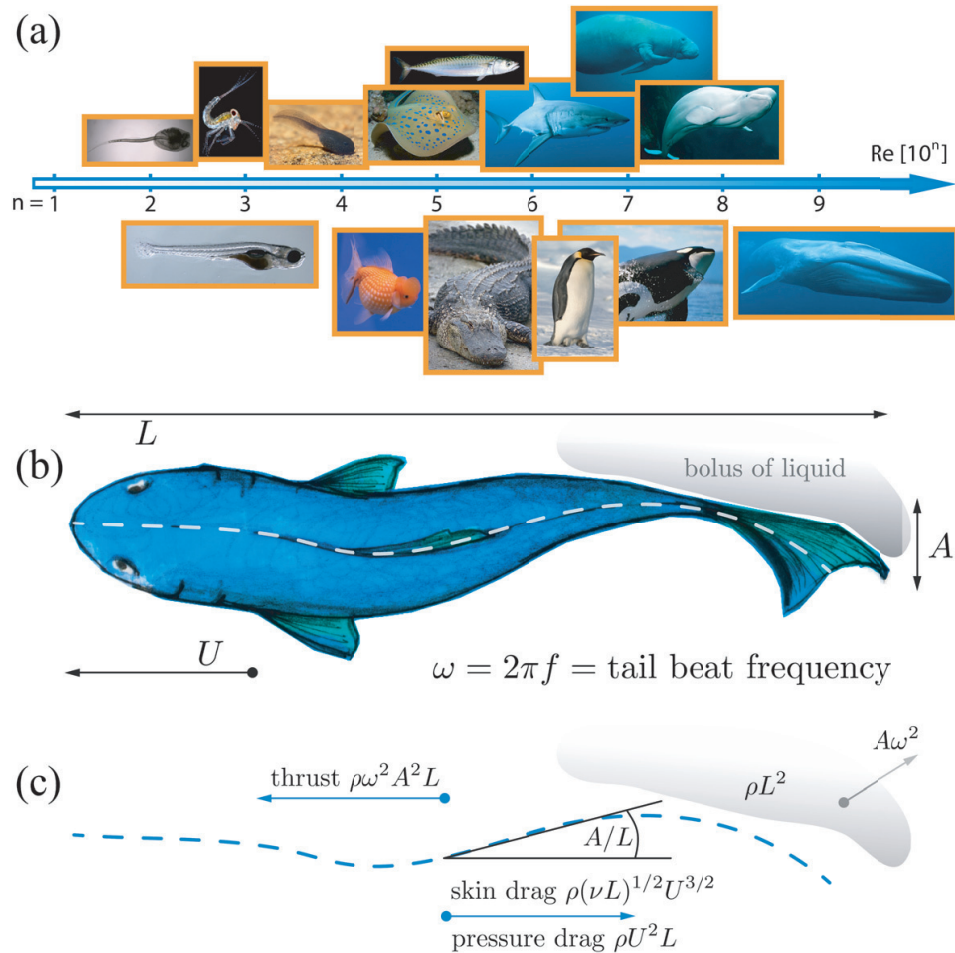 (a)
Re [10ⁿ]
n = 1 2 3 4 5 6 7 8 9
L
(b)
bolus of liquid
A
U
ω = 2πf = tail beat frequency
(c)
Aω²
thrust ρω²A²L
ρL²
A/L
skin drag ρ(νL)^{1/2}U^{3/2}
pressure drag ρU²L